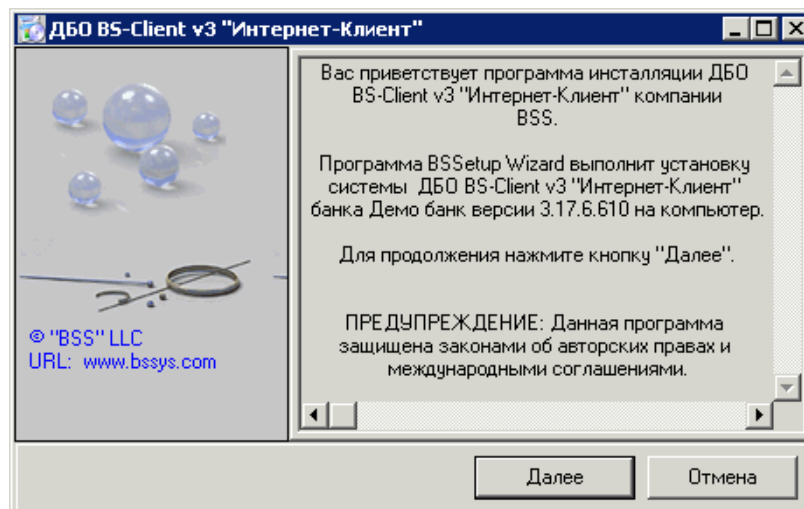 ДБО BS-Client v3 "Интернет-Клиент"
Вас приветствует программа инсталляции ДБО
BS-Client v3 "Интернет-Клиент" компании
BSS.
Программа BSSetup Wizard выполнит установку
системы ДБО BS-Client v3 "Интернет-Клиент"
банка Демо банк версии 3.17.6.610 на компьютер.
Для продолжения нажмите кнопку "Далее".
ПРЕДУПРЕЖДЕНИЕ: Данная программа
защищена законами об авторских правах и
международными соглашениями.
© "BSS" LLC
URL: www.bssys.com
Далее
Отмена